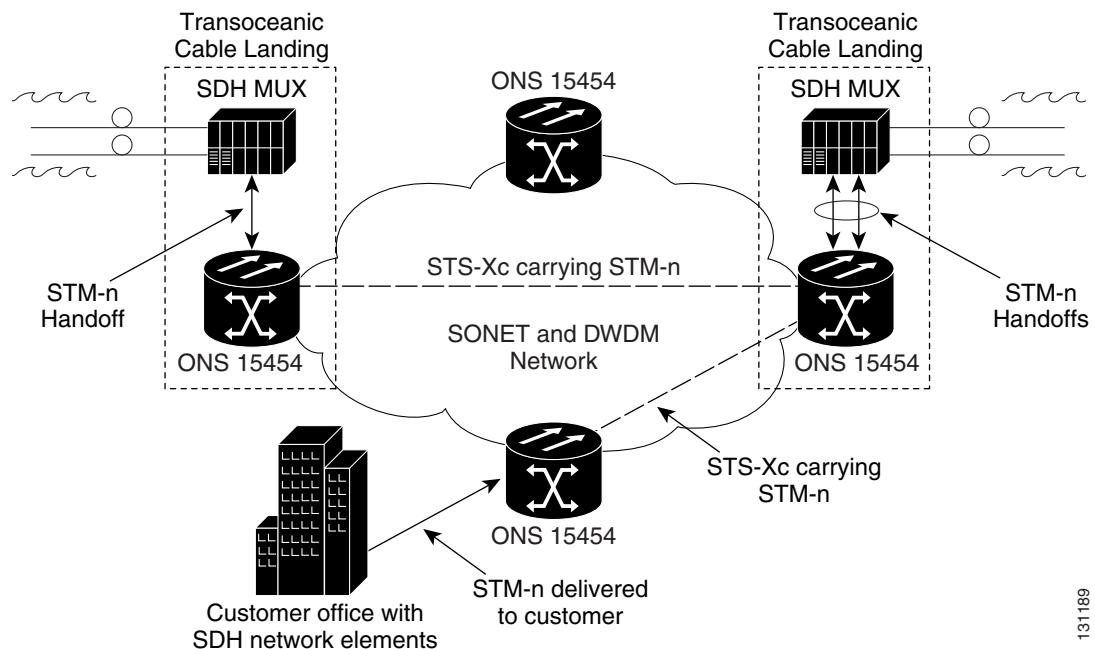 Transoceanic
Cable Landing
Transoceanic
Cable Landing
SDH MUX
ONS 15454
SDH MUX
STS-Xc carrying STM-n
STM-n
Handoff
STM-n
Handoffs
SONET and DWDM
Network
ONS 15454
ONS 15454
STS-Xc carrying
STM-n
ONS 15454
STM-n delivered
to customer
Customer office with
SDH network elements
131189